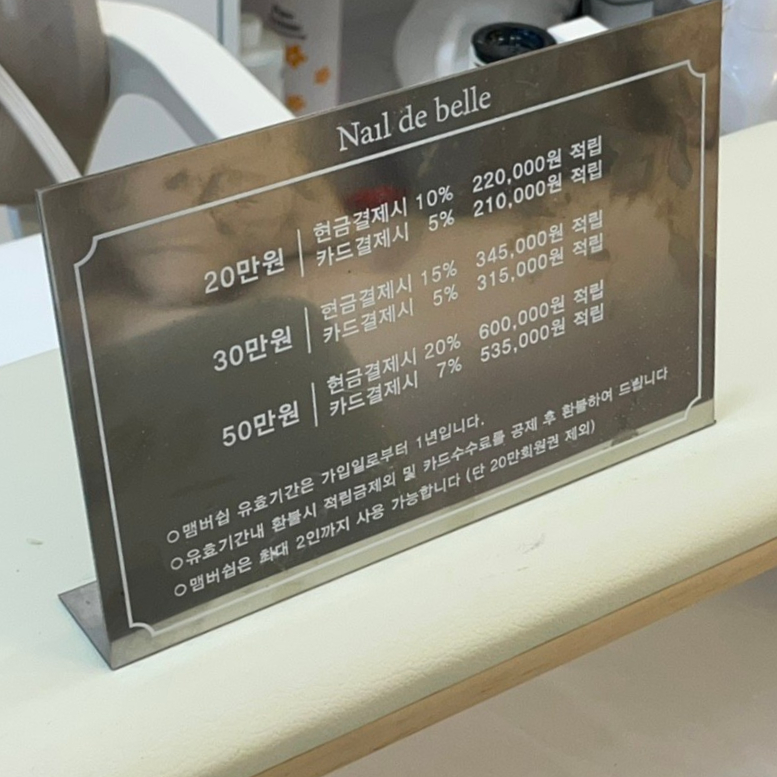 Nail de belle
20만원
현금결제시 10% 220,000원 적립
카드결제시 5% 210,000원 적립
30만원
현금결제시 15% 345,000원 적립
카드결제시 5% 315,000원 적립
50만원
현금결제시 20% 600,000원 적립
카드결제시 7% 535,000원 적립
○맴버쉽 유효기간은 가입일로부터 1년입니다.
○유효기간내 환불시 적립금제외 및 카드수수료를 공제 후 환불하여 드립니다
○맴버쉽은 최대 2인까지 사용 가능합니다 (단 20만회원권 제외)